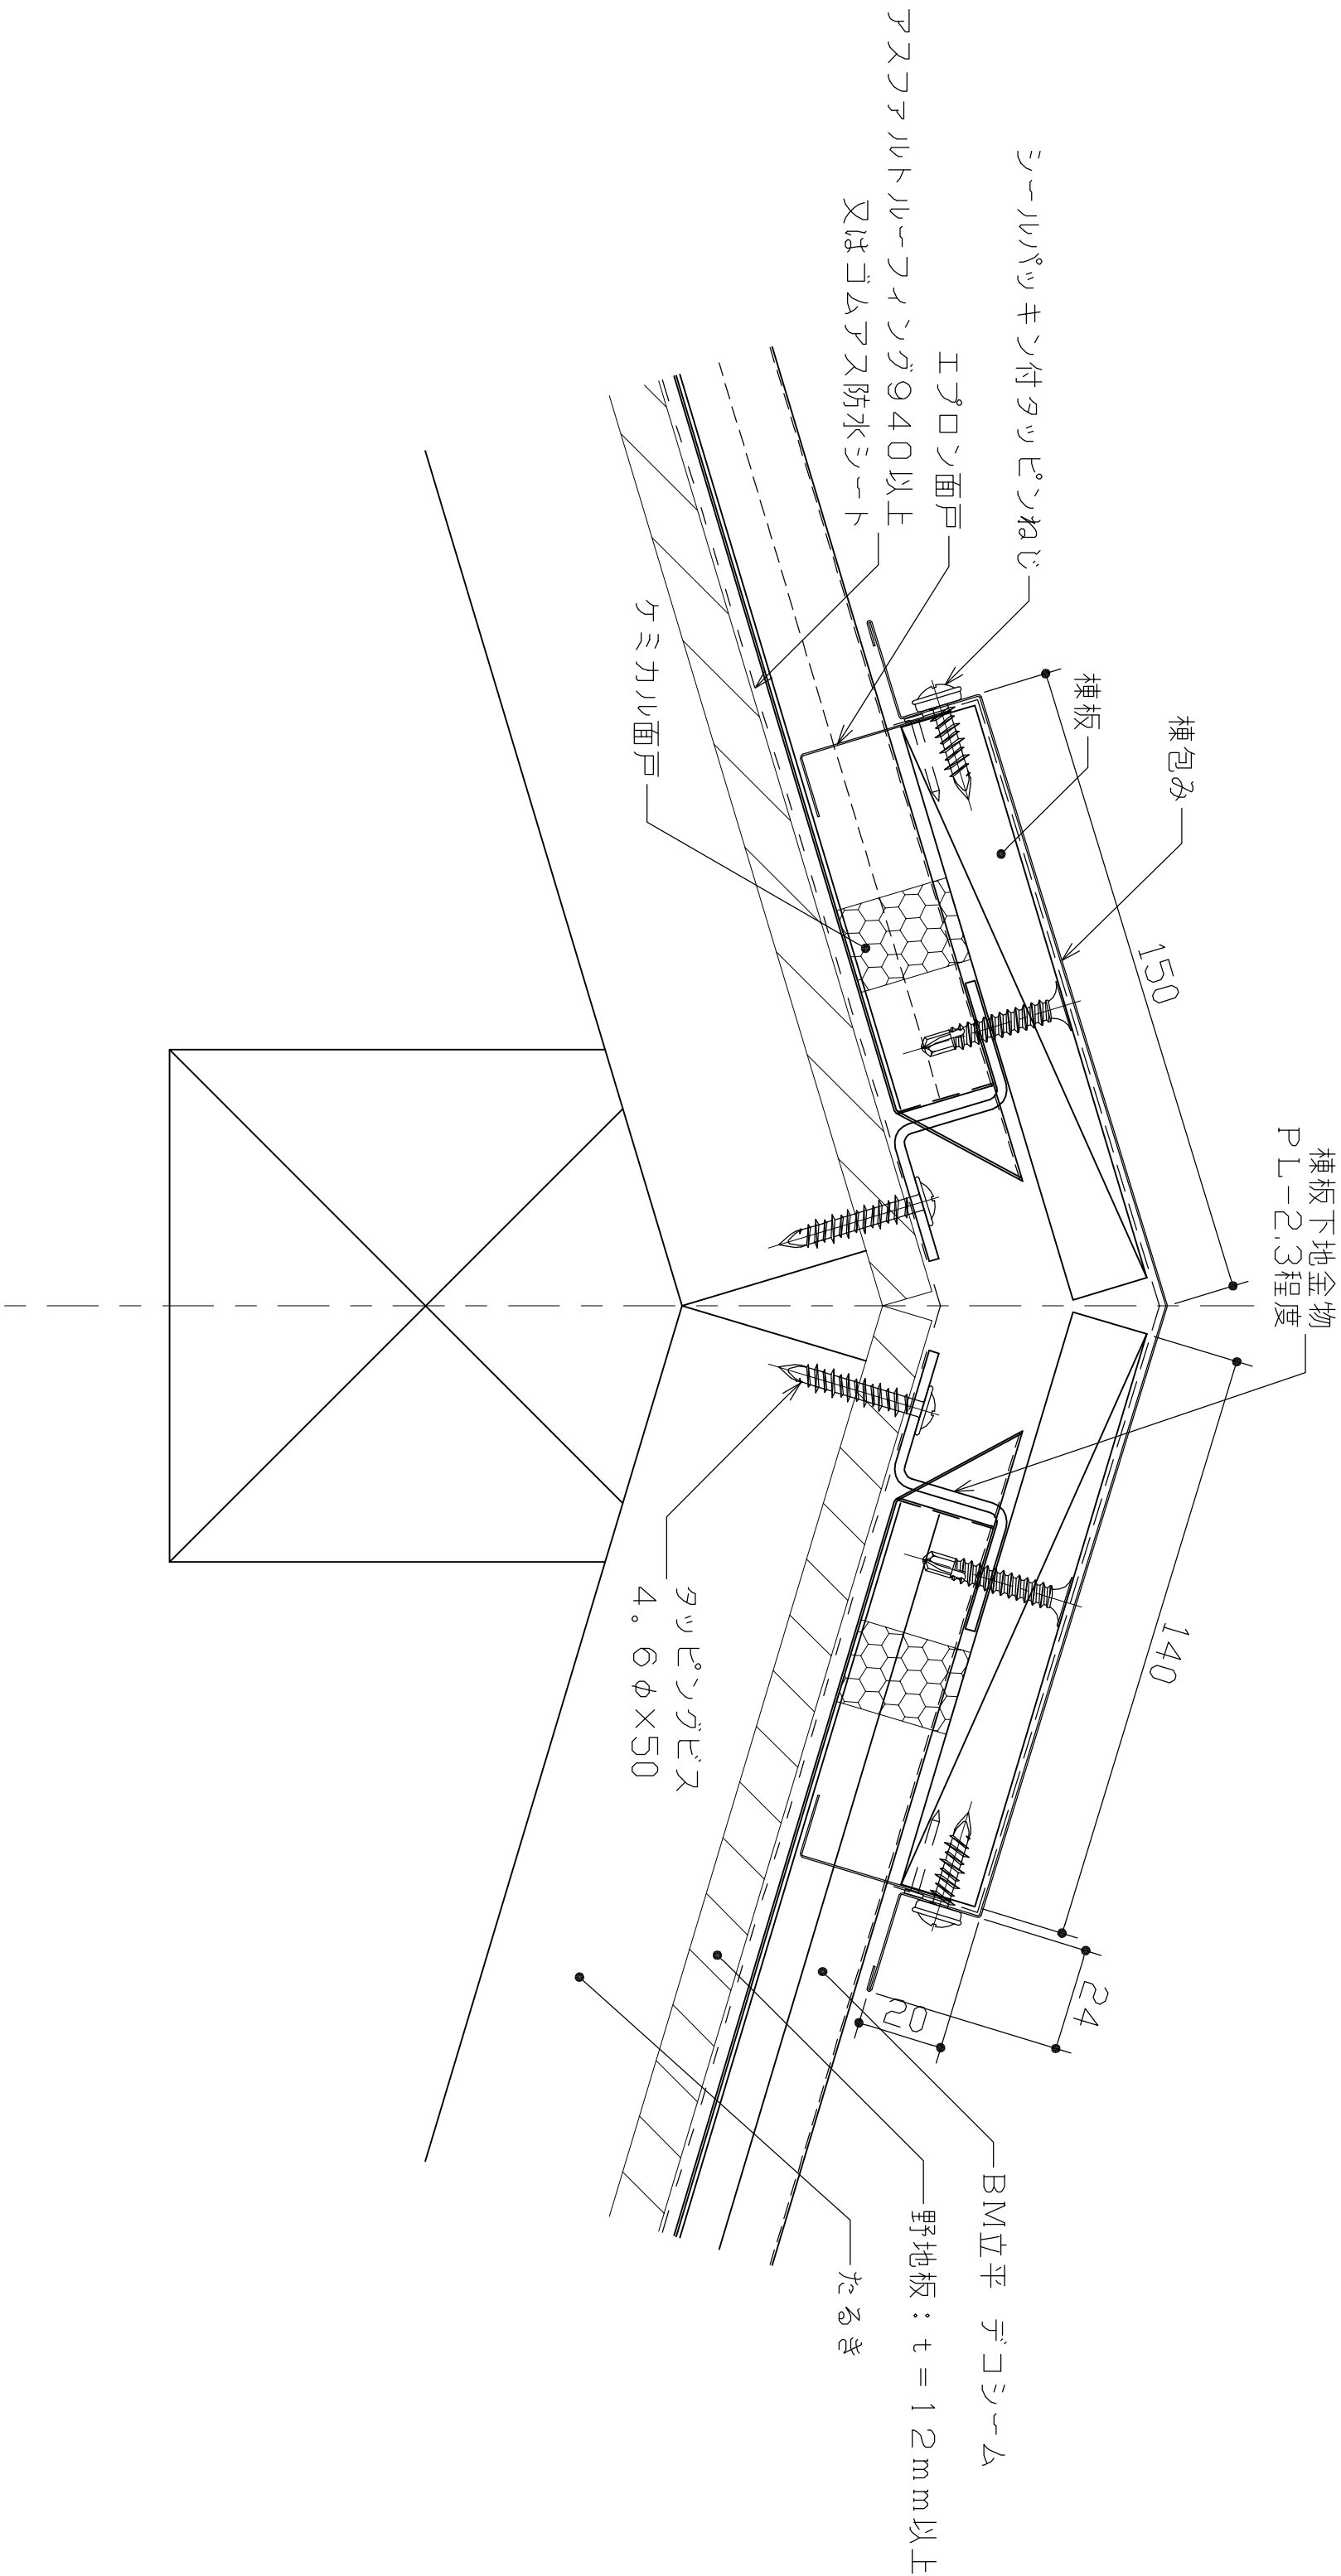 棟板下地金物
PL-2.3程度
棟包み
150
140
棟板
シールパッキン付タッピンねじ
24
エプロン面戸
アスファルトルーフィング940以上
又はゴムアス防水シート
20
BM立平 デコシーム
野地板:t=12mm以上
たるき
ケミカル面戸
タッピングビス
4.6φ×50